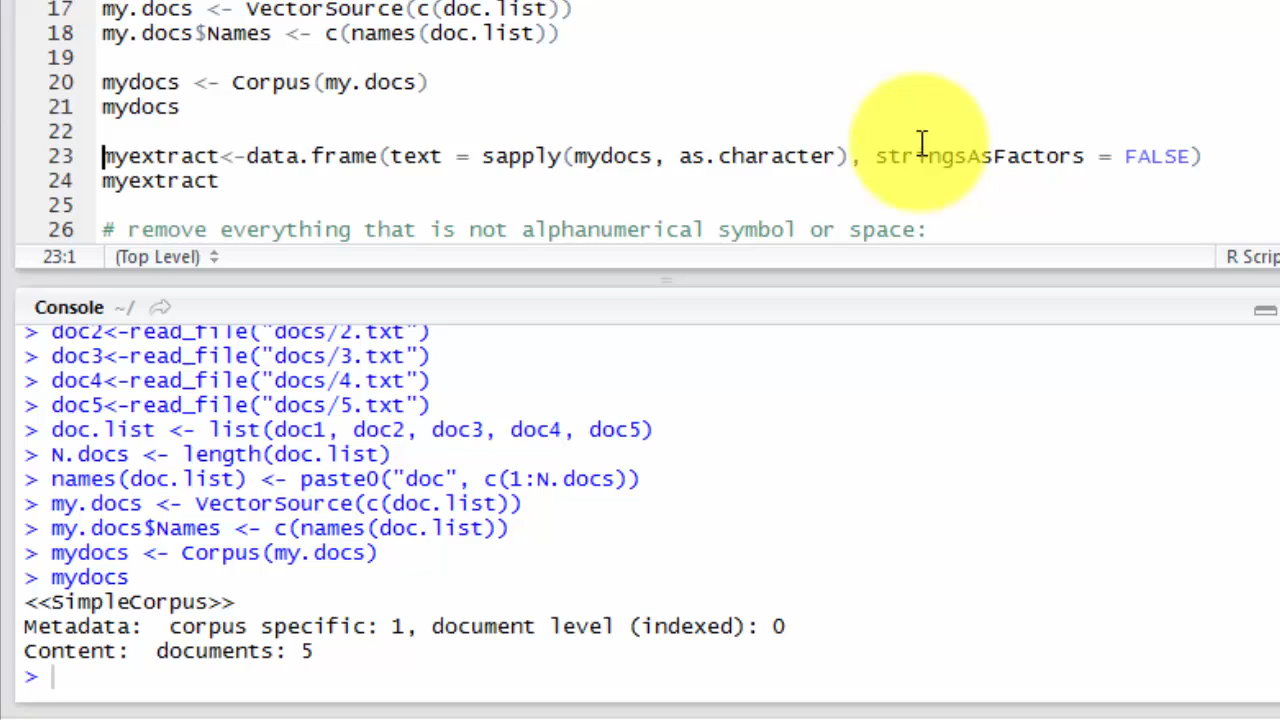 17 my.docs <- VectorSource(c(doc.list))
18 my.docs$Names <- c(names(doc.list))
19
20 mydocs <- Corpus(my.docs)
21 mydocs
22
23 myextract<-data.frame(text = sapply(mydocs, as.character), stringsAsFactors = FALSE)
24 myextract
25
26 # remove everything that is not alphanumerical symbol or space:
23:1 (Top Level) R Scrip
Console ~/
> doc2<-read_file("docs/2.txt")
> doc3<-read_file("docs/3.txt")
> doc4<-read_file("docs/4.txt")
> doc5<-read_file("docs/5.txt")
> doc.list <- list(doc1, doc2, doc3, doc4, doc5)
> N.docs <- length(doc.list)
> names(doc.list) <- paste0("doc", c(1:N.docs))
> my.docs <- VectorSource(c(doc.list))
> my.docs$Names <- c(names(doc.list))
> mydocs <- Corpus(my.docs)
> mydocs
<<SimpleCorpus>>
Metadata:  corpus specific: 1, document level (indexed): 0
Content:  documents: 5
>